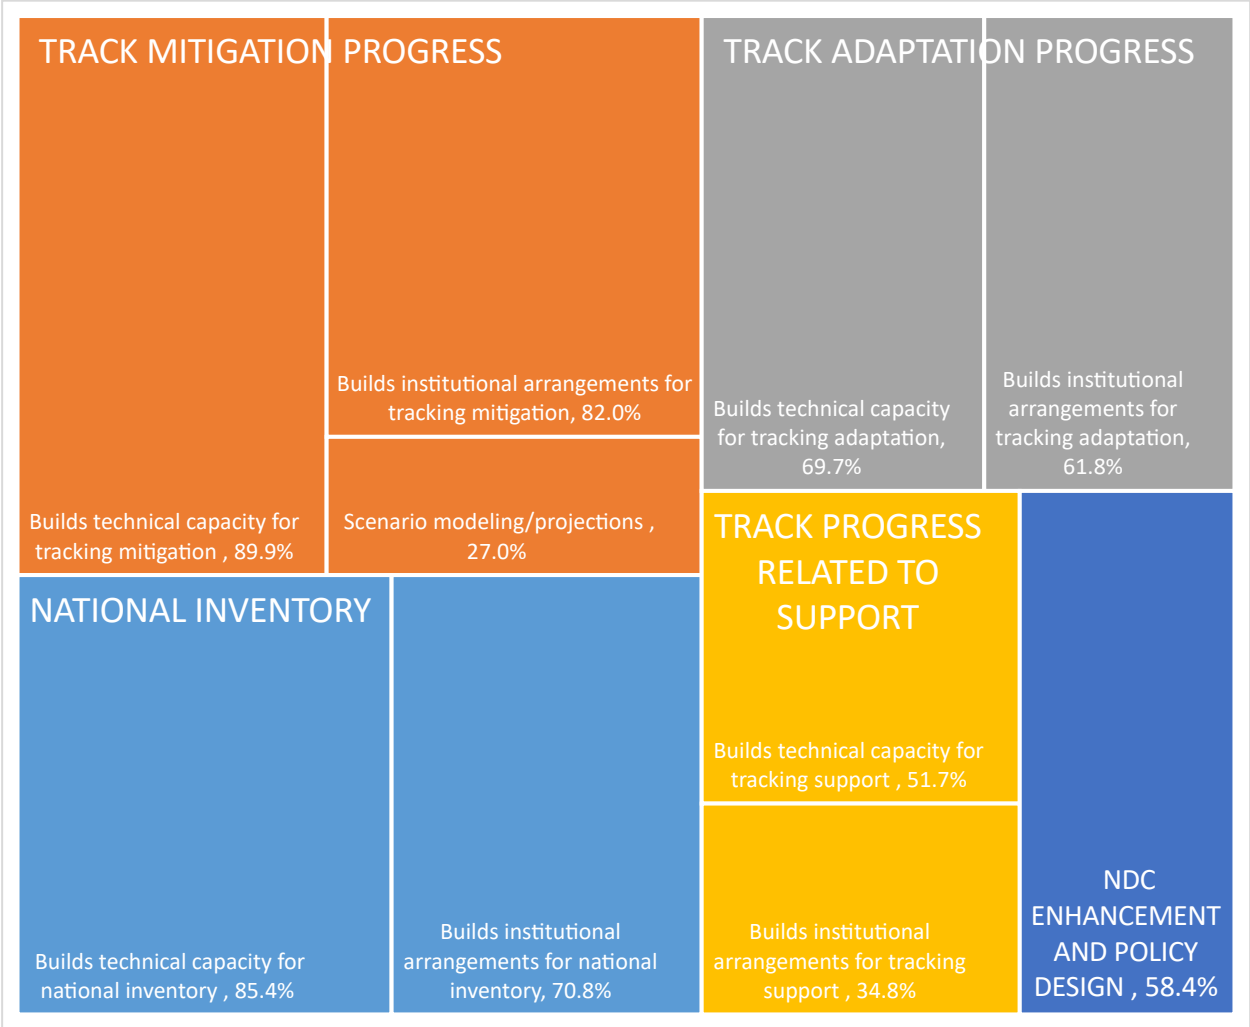 TRACK MITIGATION PROGRESS
Builds technical capacity for
tracking mitigation , 89.9%
Builds institutional arrangements for
tracking mitigation, 82.0%
Scenario modeling/projections ,
27.0%
TRACK ADAPTATION PROGRESS
Builds technical capacity
for tracking adaptation,
69.7%
Builds institutional
arrangements for
tracking adaptation,
61.8%
NATIONAL INVENTORY
Builds technical capacity for
national inventory , 85.4%
Builds institutional
arrangements for national
inventory, 70.8%
TRACK PROGRESS
RELATED TO
SUPPORT
Builds technical capacity for
tracking support , 51.7%
Builds institutional
arrangements for tracking
support , 34.8%
NDC
ENHANCEMENT
AND POLICY
DESIGN , 58.4%